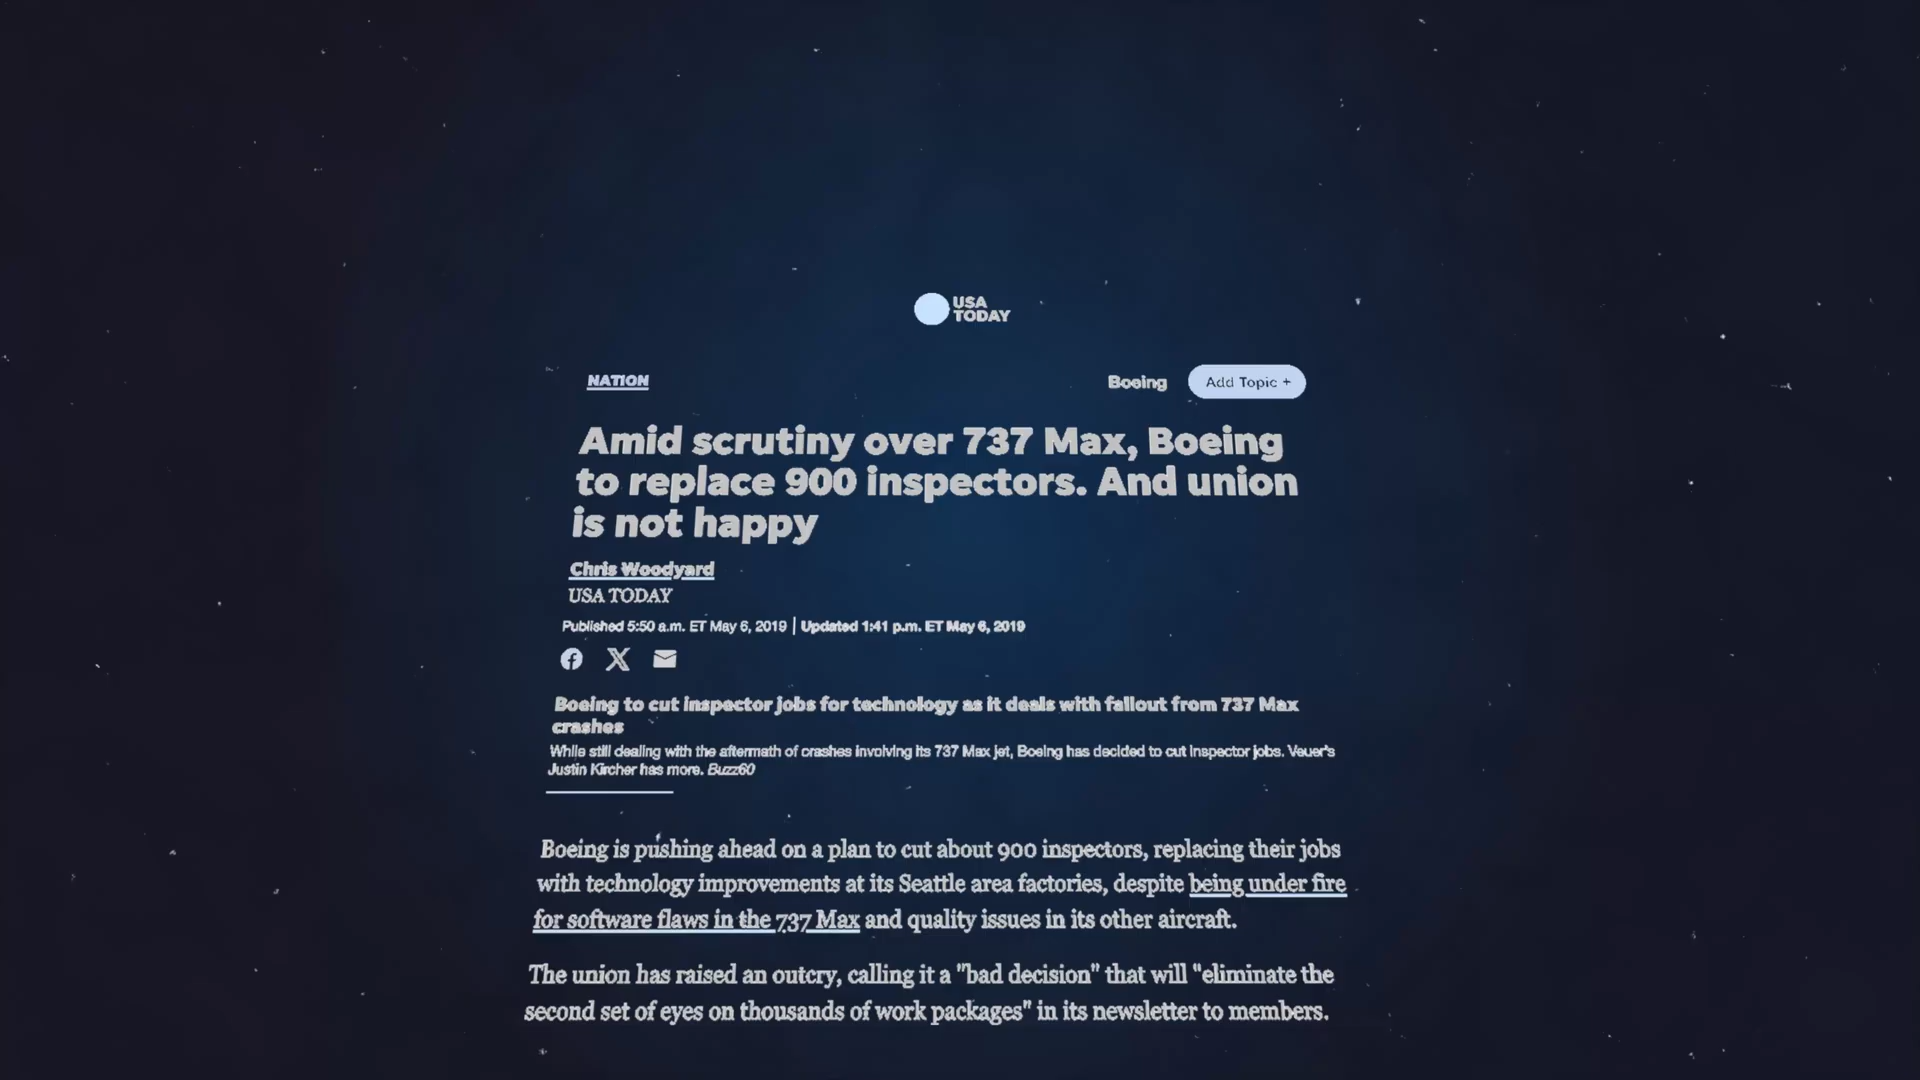 USA
TODAY
NATION
Boeing
Add Topic +
Amid scrutiny over 737 Max, Boeing
to replace 900 inspectors. And union
is not happy
Chris Woodyard
USA TODAY
Published 5:50 a.m. ET May 6, 2019 | Updated 1:41 p.m. ET May 6, 2019
Boeing to cut inspector jobs for technology as it deals with fallout from 737 Max
crashes
While still dealing with the aftermath of crashes involving its 737 Max jet, Boeing has decided to cut inspector jobs. Veuer's
Justin Kircher has more. Buzz60
Boeing is pushing ahead on a plan to cut about 900 inspectors, replacing their jobs
with technology improvements at its Seattle area factories, despite being under fire
for software flaws in the 737 Max and quality issues in its other aircraft.
The union has raised an outcry, calling it a "bad decision" that will "eliminate the
second set of eyes on thousands of work packages" in its newsletter to members.